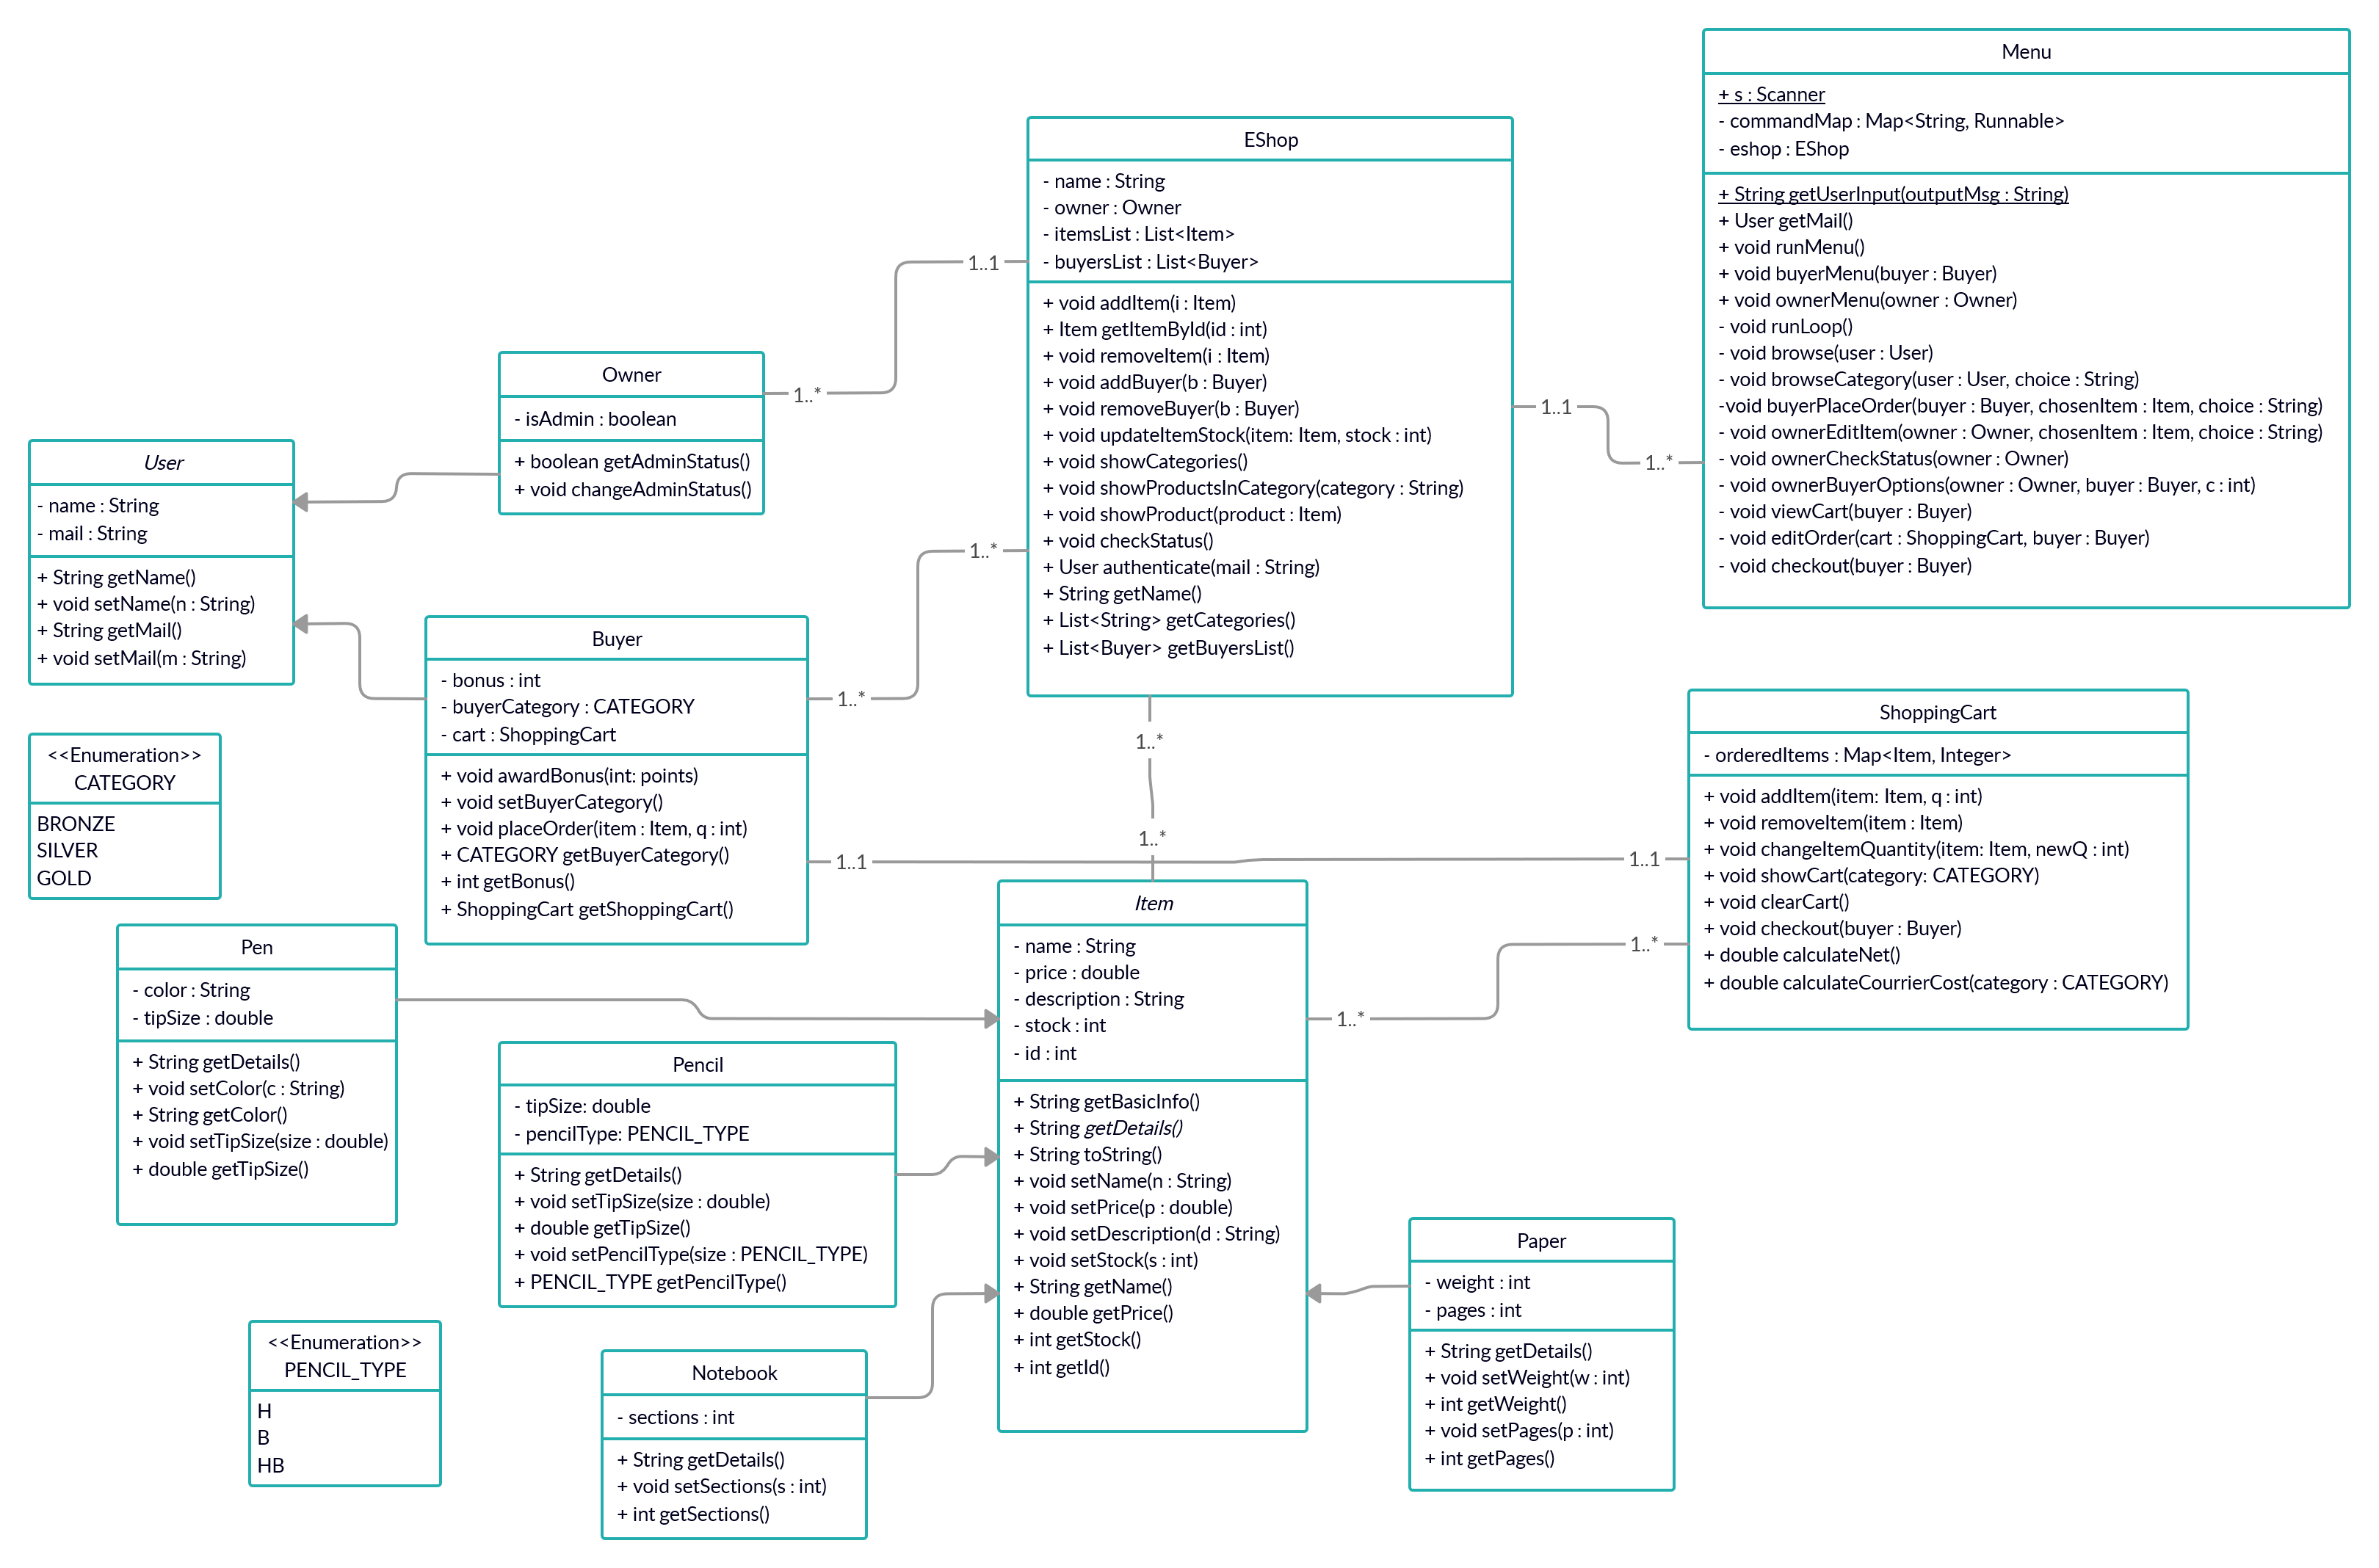 Menu
+ s : Scanner
- commandMap : Map<String, Runnable>
- eshop : EShop
+ String getUserInput(outputMsg : String)
+ User getMail()
+ void runMenu()
+ void buyerMenu(buyer : Buyer)
+ void ownerMenu(owner : Owner)
- void runLoop()
- void browse(user : User)
- void browseCategory(user : User, choice : String)
-void buyerPlaceOrder(buyer : Buyer, chosenItem : Item, choice : String)
- void ownerEditItem(owner : Owner, chosenItem : Item, choice : String)
- void ownerCheckStatus(owner : Owner)
- void ownerBuyerOptions(owner : Owner, buyer : Buyer, c : int)
- void viewCart(buyer : Buyer)
- void editOrder(cart : ShoppingCart, buyer : Buyer)
- void checkout(buyer : Buyer)
EShop
- name : String
- owner : Owner
- itemsList : List<Item>
- buyersList : List<Buyer>
+ void addItem(i : Item)
+ Item getItemById(id : int)
+ void removeItem(i : Item)
+ void addBuyer(b : Buyer)
+ void removeBuyer(b : Buyer)
+ void updateItemStock(item: Item, stock : int)
+ void showCategories()
+ void showProductsInCategory(category : String)
+ void showProduct(product : Item)
+ void checkStatus()
+ User authenticate(mail : String)
+ String getName()
+ List<String> getCategories()
+ List<Buyer> getBuyersList()
1..1
1..*
1..1
1..*
Owner
- isAdmin : boolean
+ boolean getAdminStatus()
+ void changeAdminStatus()
User
- name : String
- mail : String
+ String getName()
+ void setName(n : String)
+ String getMail()
+ void setMail(m : String)
1..*
1..*
Buyer
- bonus : int
- buyerCategory : CATEGORY
- cart : ShoppingCart
+ void awardBonus(int: points)
+ void setBuyerCategory()
+ void placeOrder(item : Item, q : int)
+ CATEGORY getBuyerCategory()
+ int getBonus()
+ ShoppingCart getShoppingCart()
<<Enumeration>>
CATEGORY
BRONZE
SILVER
GOLD
1..*
1..*
1..1
1..1
ShoppingCart
- orderedItems : Map<Item, Integer>
+ void addItem(item: Item, q : int)
+ void removeItem(item : Item)
+ void changeItemQuantity(item: Item, newQ : int)
+ void showCart(category: CATEGORY)
+ void clearCart()
+ void checkout(buyer : Buyer)
+ double calculateNet()
+ double calculateCourrierCost(category : CATEGORY)
1..*
1..*
Item
- name : String
- price : double
- description : String
- stock : int
- id : int
+ String getBasicInfo()
+ String getDetails()
+ String toString()
+ void setName(n : String)
+ void setPrice(p : double)
+ void setDescription(d : String)
+ void setStock(s : int)
+ String getName()
+ double getPrice()
+ int getStock()
+ int getId()
Pen
- color : String
- tipSize : double
+ String getDetails()
+ void setColor(c : String)
+ String getColor()
+ void setTipSize(size : double)
+ double getTipSize()
Pencil
- tipSize: double
- pencilType: PENCIL_TYPE
+ String getDetails()
+ void setTipSize(size : double)
+ double getTipSize()
+ void setPencilType(size : PENCIL_TYPE)
+ PENCIL_TYPE getPencilType()
Paper
- weight : int
- pages : int
+ String getDetails()
+ void setWeight(w : int)
+ int getWeight()
+ void setPages(p : int)
+ int getPages()
<<Enumeration>>
PENCIL_TYPE
H
B
HB
Notebook
- sections : int
+ String getDetails()
+ void setSections(s : int)
+ int getSections()